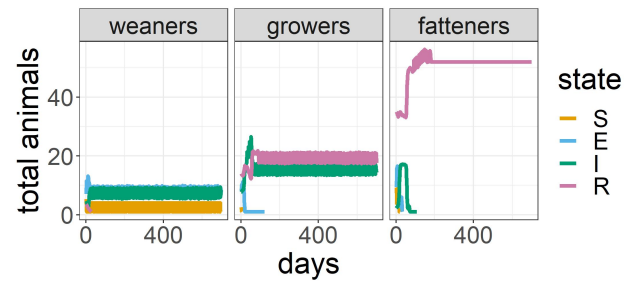 weaners growers fatteners
total animals
40
20
0
0 400 0 400 0 400
days
state
S
E
I
R